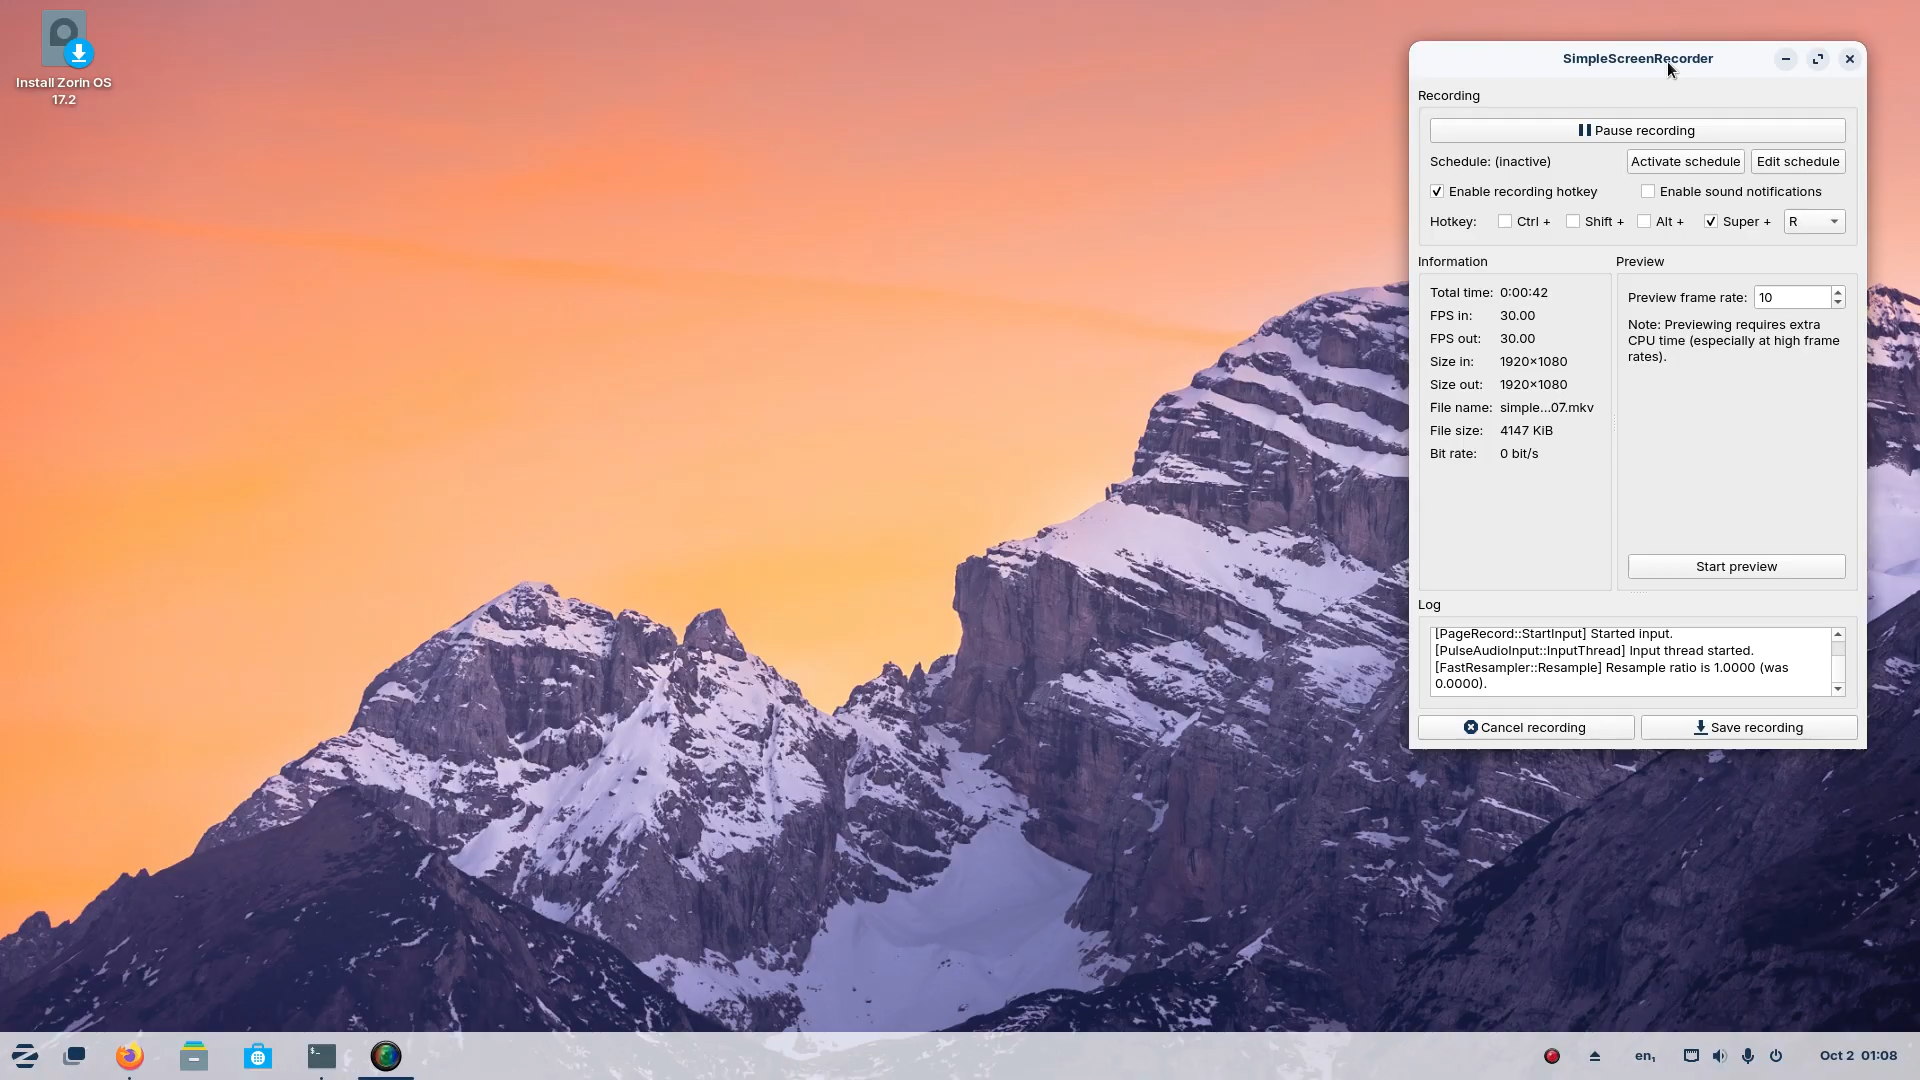 Install Zorin OS
17.2
SimpleScreenRecorder
Recording
Pause recording
Schedule: (inactive) Activate schedule Edit schedule
Enable recording hotkey Enable sound notifications
Hotkey: Ctrl + Shift + Alt + Super + R
Information
Total time: 0:00:42
FPS in: 30.00
FPS out: 30.00
Size in: 1920×1080
Size out: 1920×1080
File name: simple...07.mkv
File size: 4147 KiB
Bit rate: 0 bit/s
Preview
Preview frame rate: 10
Note: Previewing requires extra
CPU time (especially at high frame
rates).
Start preview
Log
[PageRecord::StartInput] Started input.
[PulseAudioInput::InputThread] Input thread started.
[FastResampler::Resample] Resample ratio is 1.0000 (was
0.0000).
Cancel recording Save recording
$_
en₁ Oct 2 01:08